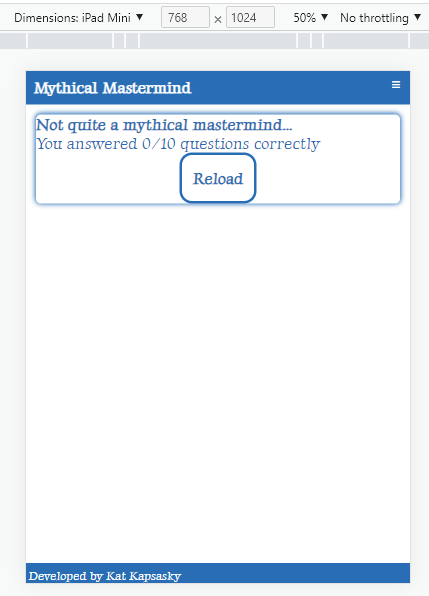 Dimensions: iPad Mini ▼ 768 × 1024 50% ▼ No throttling ▼
Mythical Mastermind ≡
Not quite a mythical mastermind...
You answered 0/10 questions correctly
Reload
Developed by Kat Kapsasky